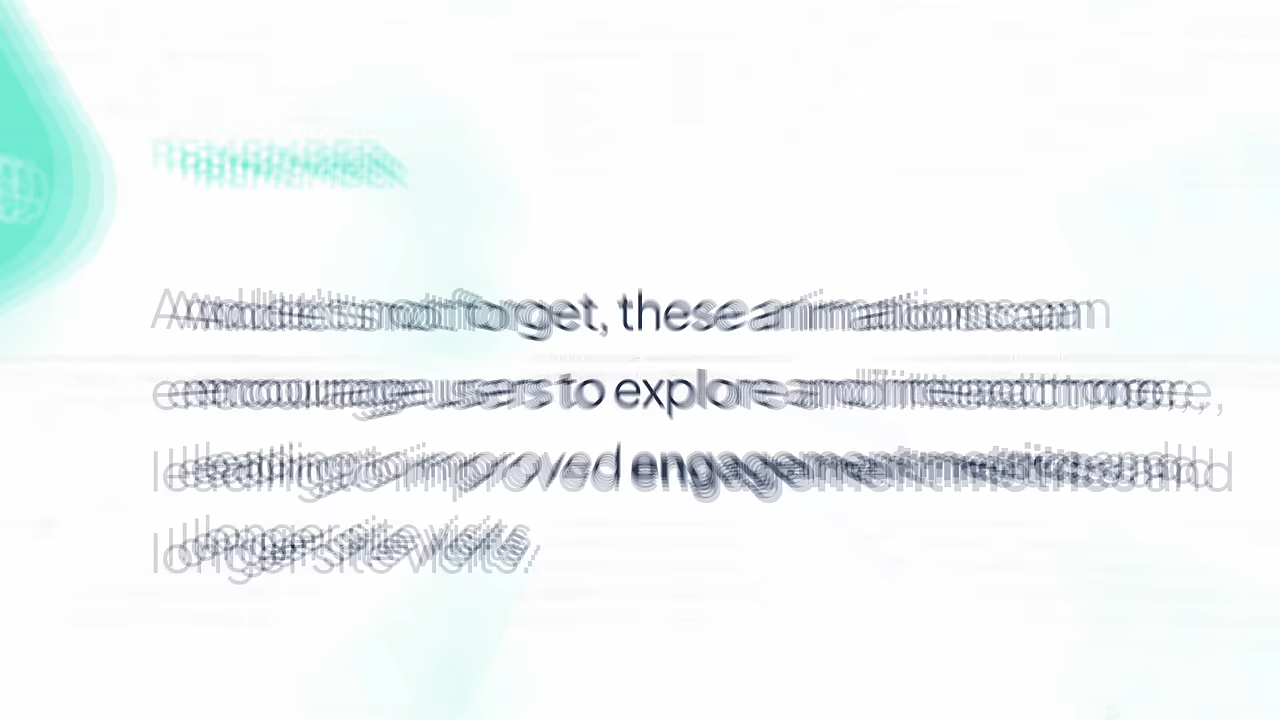 REMEMBER
And let's not forget, these animations can
encourage users to explore and interact more,
leading to improved engagement metrics and
longer site visits.